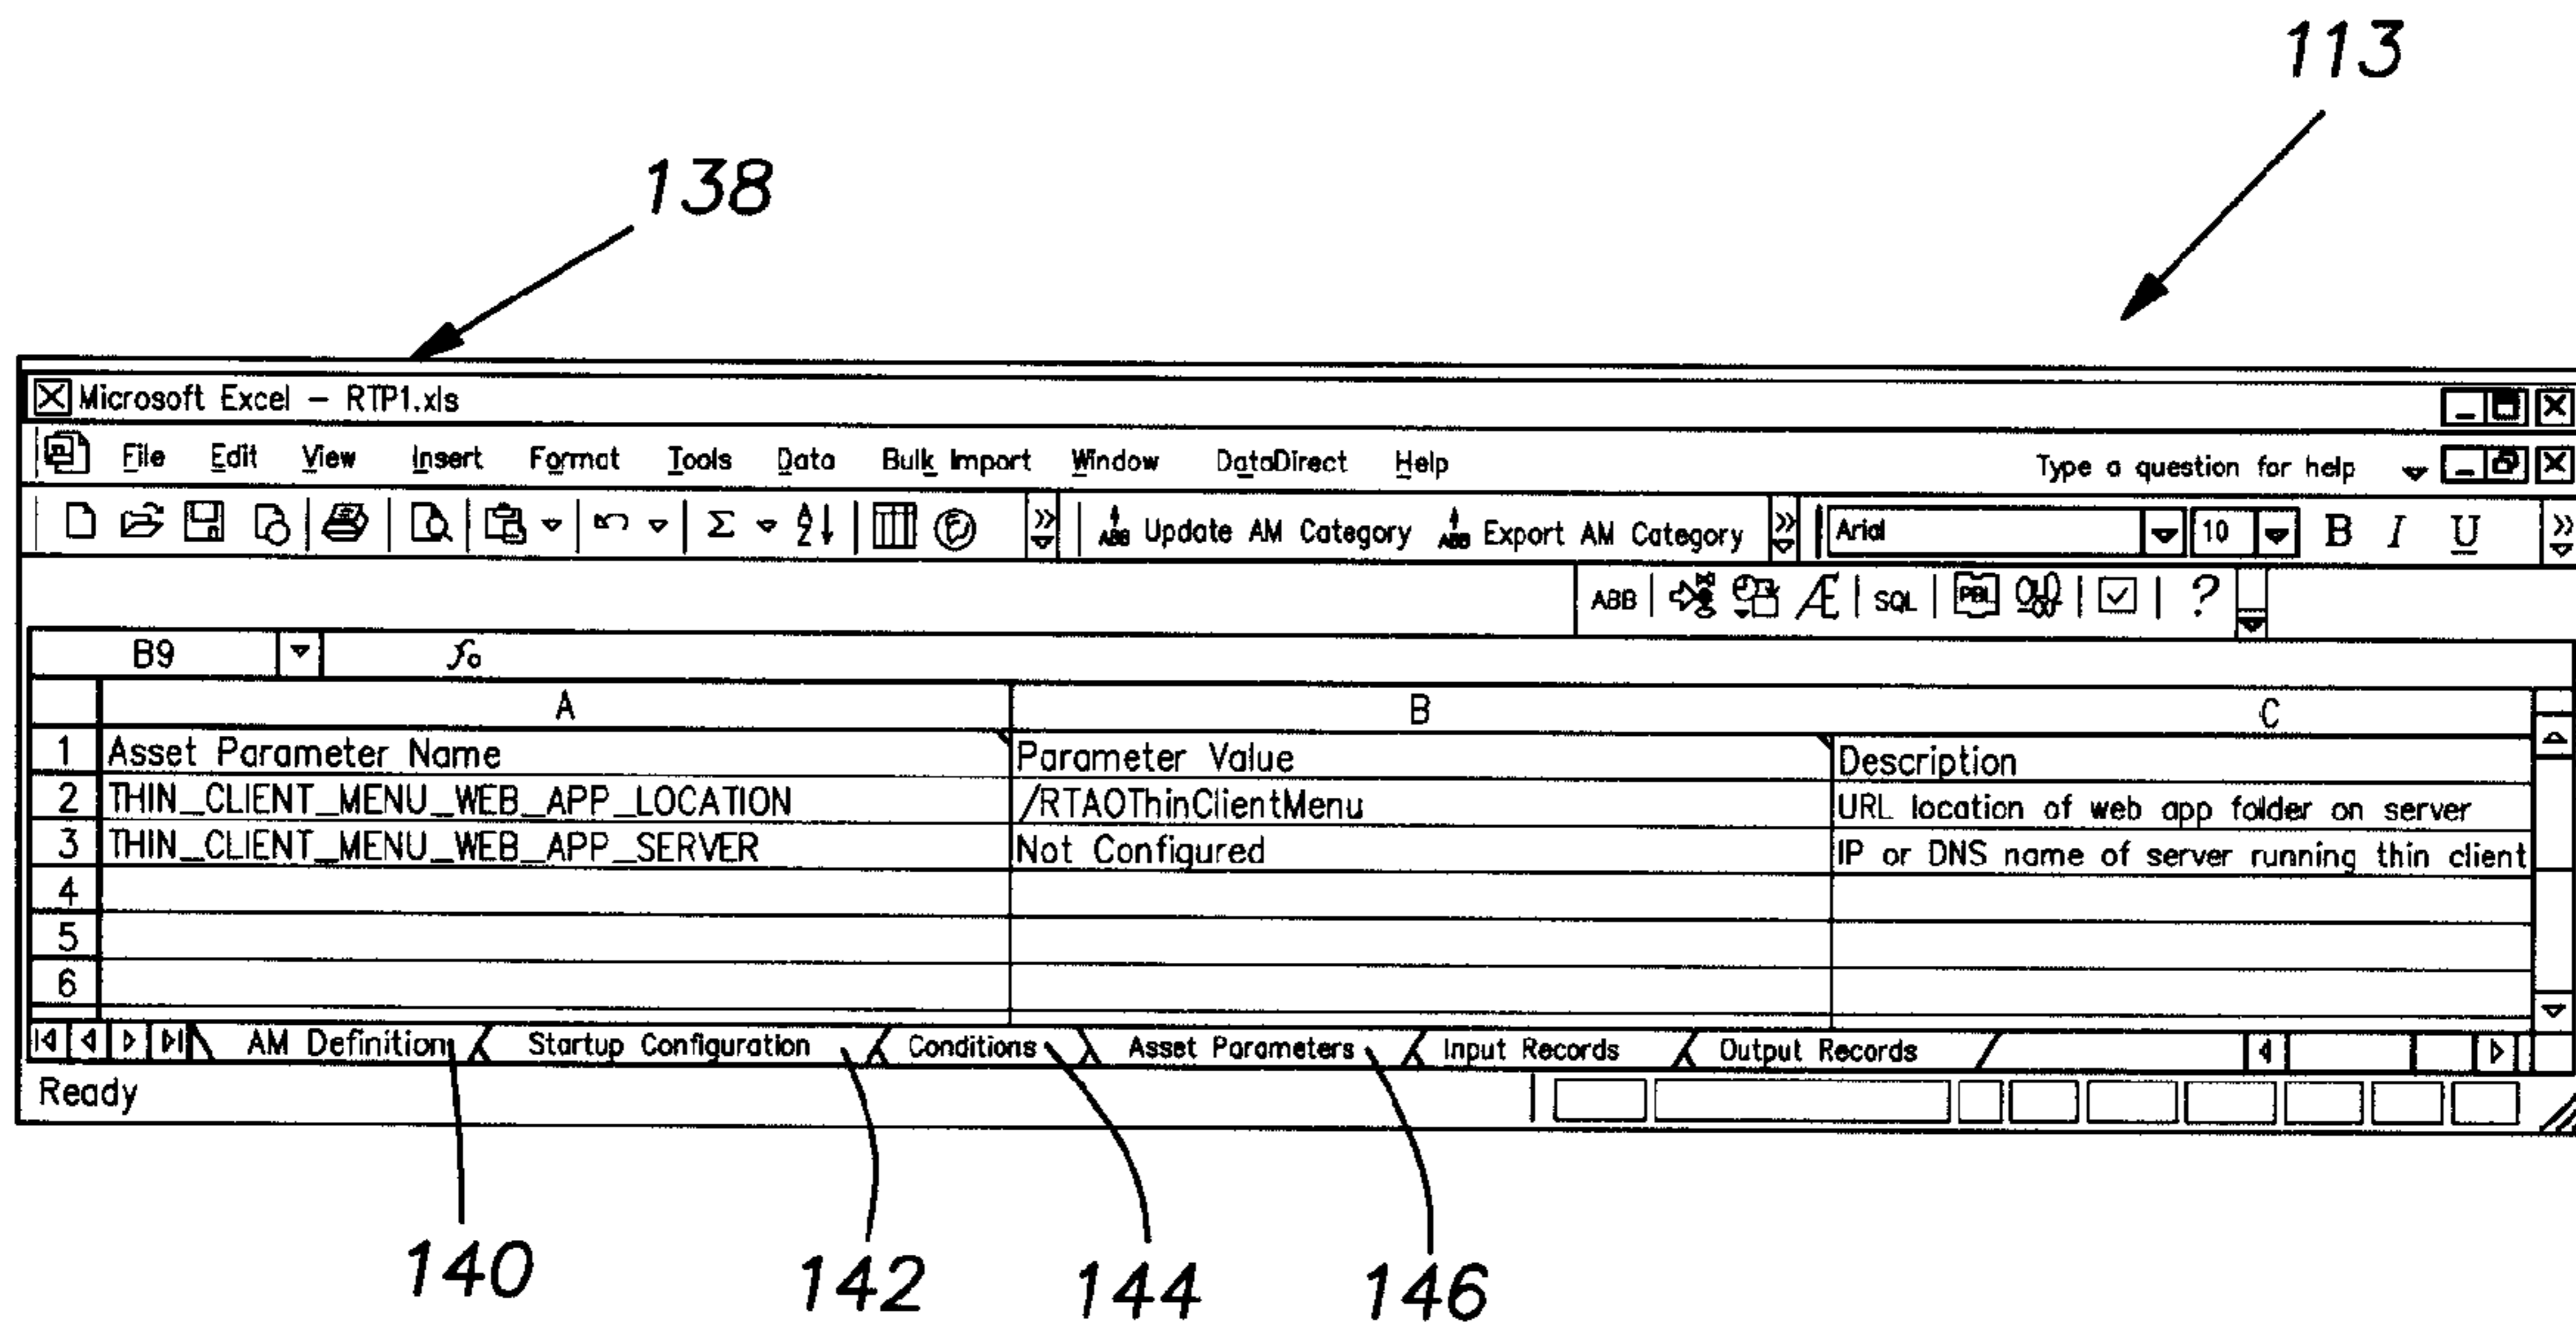 113
138
Microsoft Excel – RTP1.xls
File Edit View Insert Format Tools Data Bulk Import Window DataDirect Help Type a question for help
Σ A Z ABB Update AM Category ABB Export AM Category Arial 10 B I U
ABB Æ SQL PBL ?
B9
A B C
1 Asset Parameter Name Parameter Value Description
2 THIN_CLIENT_MENU_WEB_APP_LOCATION /RTAOThinClientMenu URL location of web app folder on server
3 THIN_CLIENT_MENU_WEB_APP_SERVER Not Configured IP or DNS name of server running thin client
4
5
6
AM Definition Startup Configuration Conditions Asset Parameters Input Records Output Records
Ready
140 142 144 146